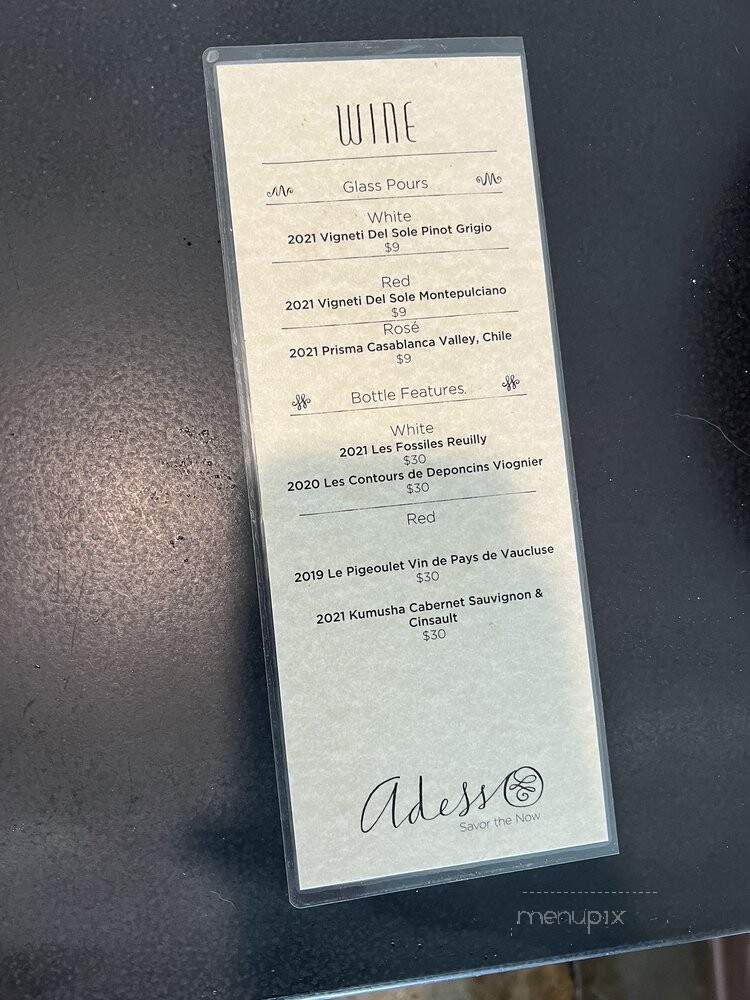 WINE
Glass Pours
White
2021 Vigneti Del Sole Pinot Grigio
$9
Red
2021 Vigneti Del Sole Montepulciano
$9
Rosé
2021 Prisma Casablanca Valley, Chile
$9
Bottle Features.
White
2021 Les Fossiles Reuilly
$30
2020 Les Contours de Deponcins Viognier
$30
Red
2019 Le Pigeoulet Vin de Pays de Vaucluse
$30
2021 Kumusha Cabernet Sauvignon &
Cinsault
$30
adesso
Savor the Now
menupix